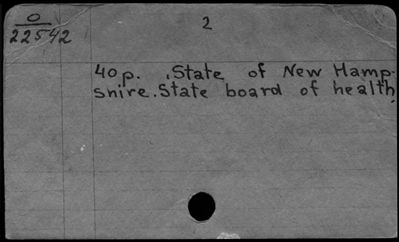 2
0
22542
40p. State of New Hamp-
shire. State board of health